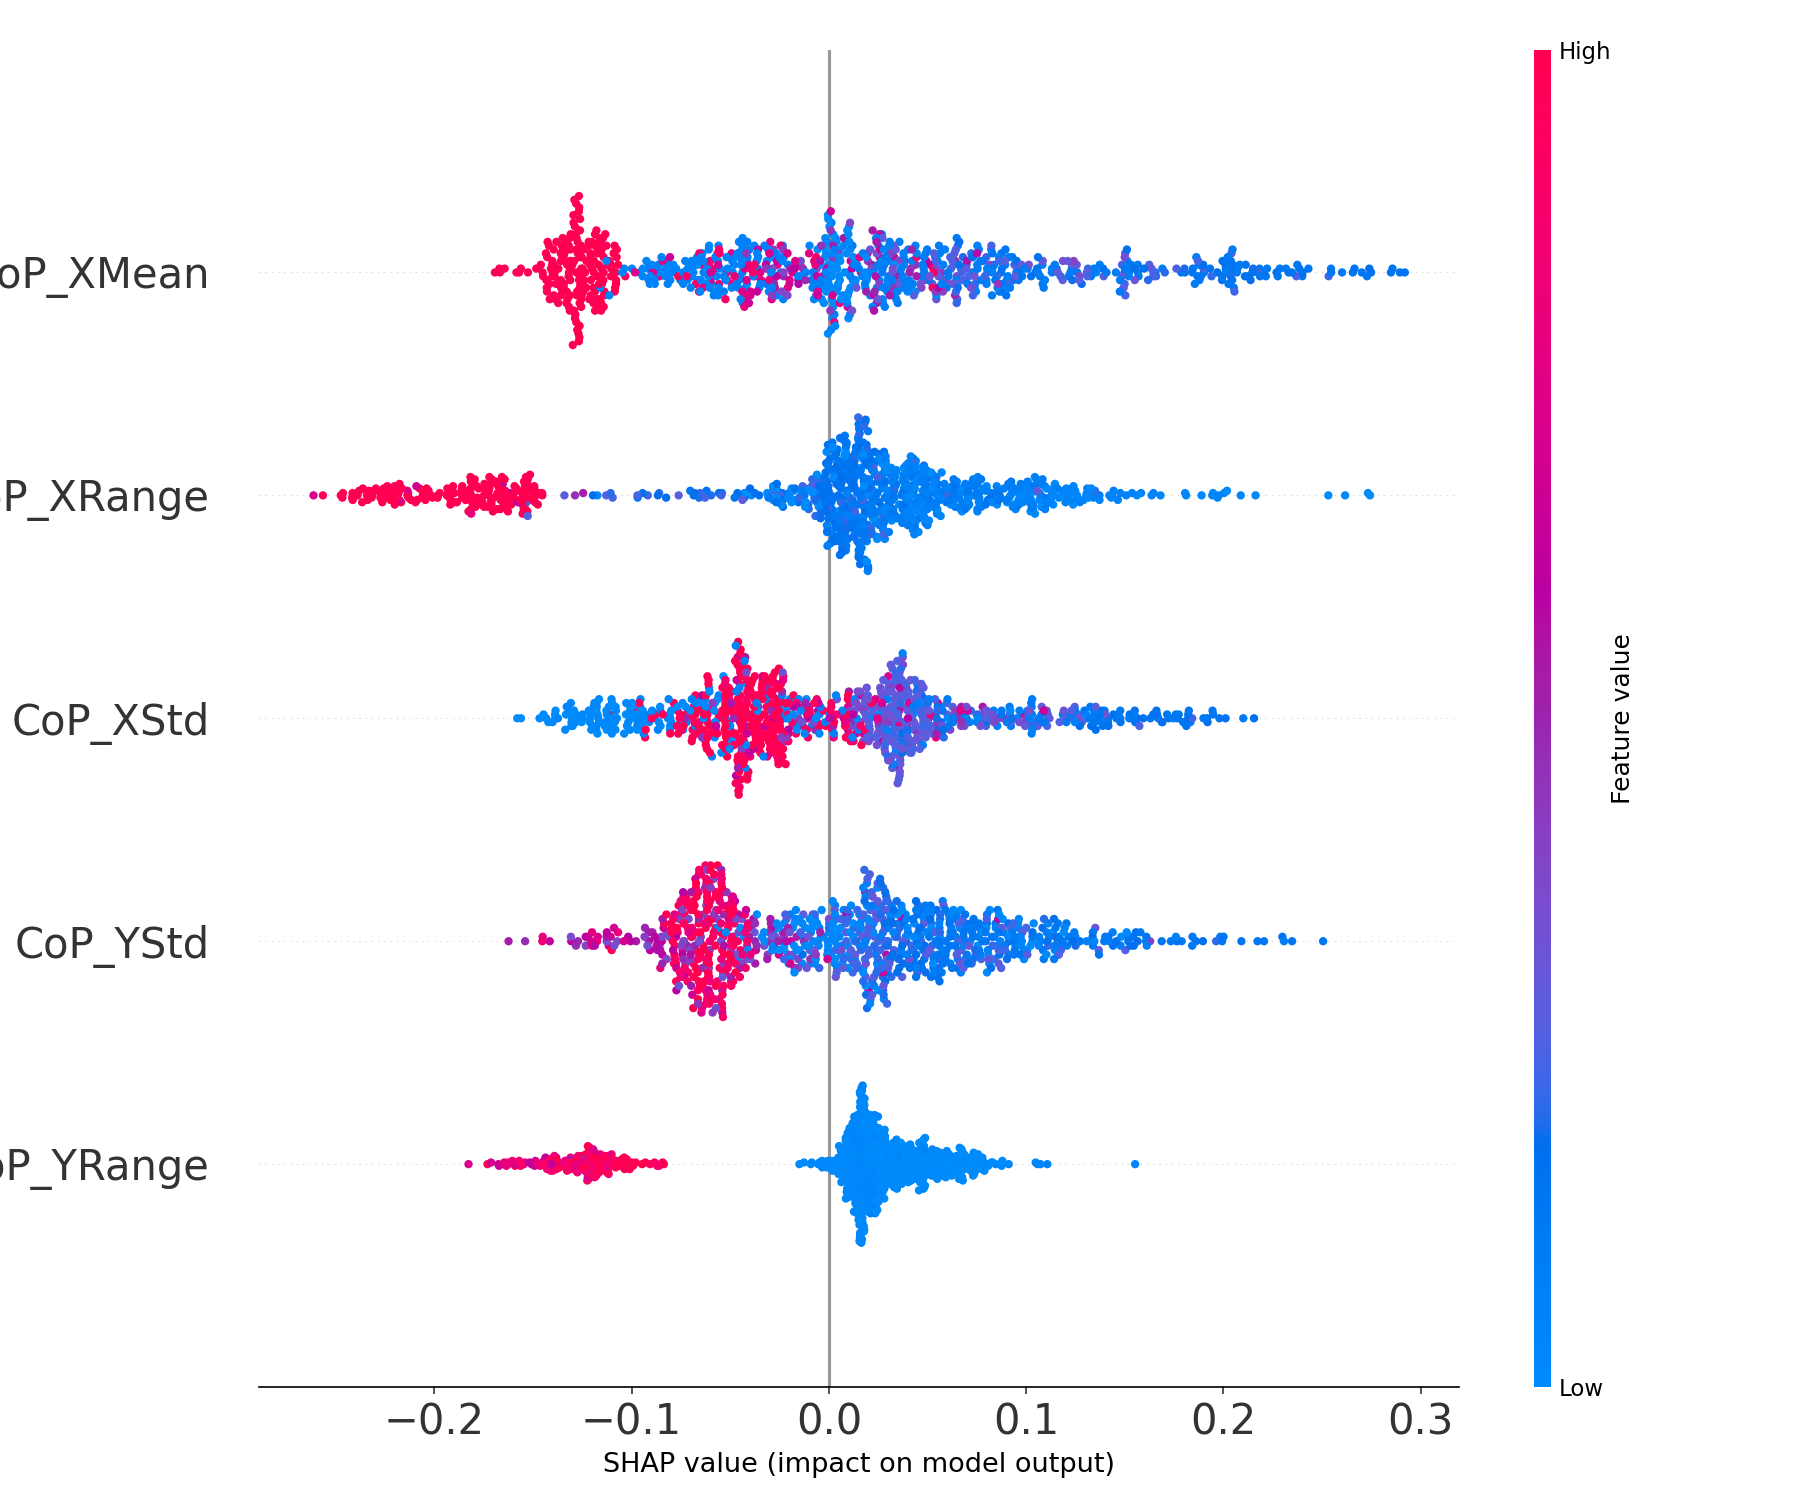 High
oP_XMean
P_XRange
CoP_XStd
Feature value
CoP_YStd
oP_YRange
Low
−0.2 −0.1 0.0 0.1 0.2 0.3
SHAP value (impact on model output)